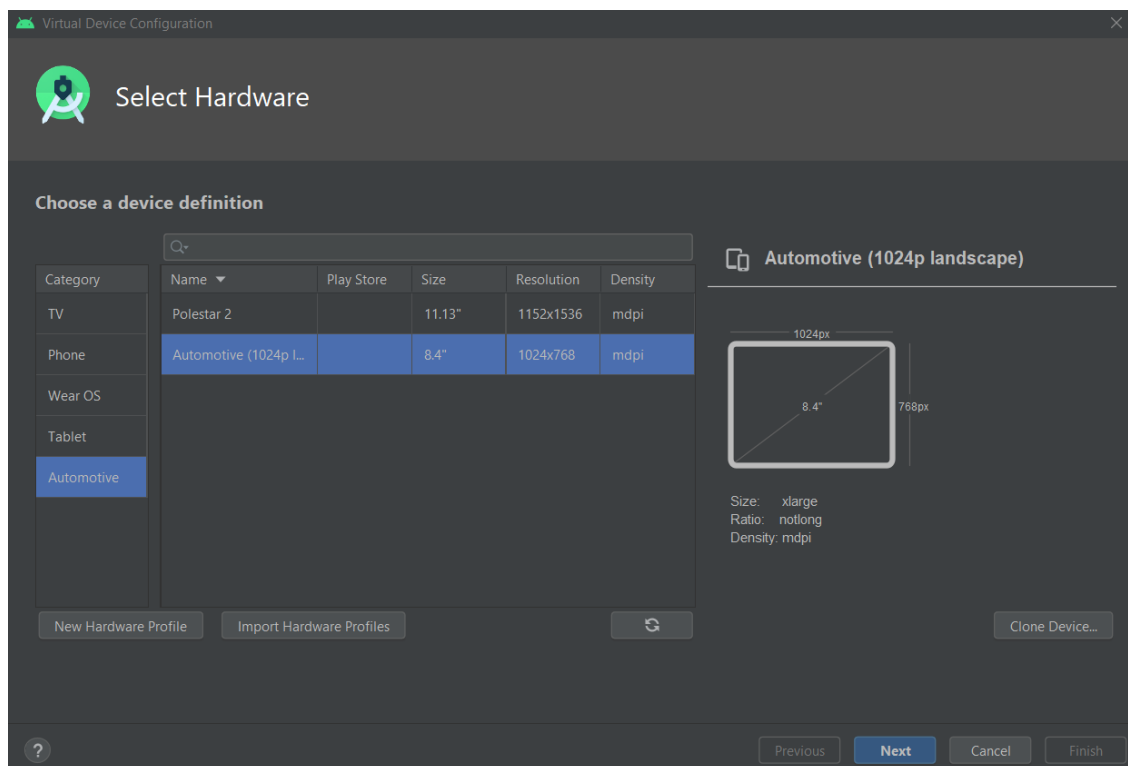 Virtual Device Configuration
Select Hardware
Choose a device definition
Category
TV
Phone
Wear OS
Tablet
Automotive
Name Play Store Size Resolution Density
Polestar 2 11.13" 1152x1536 mdpi
Automotive (1024p l... 8.4" 1024x768 mdpi
New Hardware Profile Import Hardware Profiles
Automotive (1024p landscape)
1024px
8.4"
768px
Size: xlarge
Ratio: notlong
Density: mdpi
Clone Device...
?
Previous Next Cancel Finish